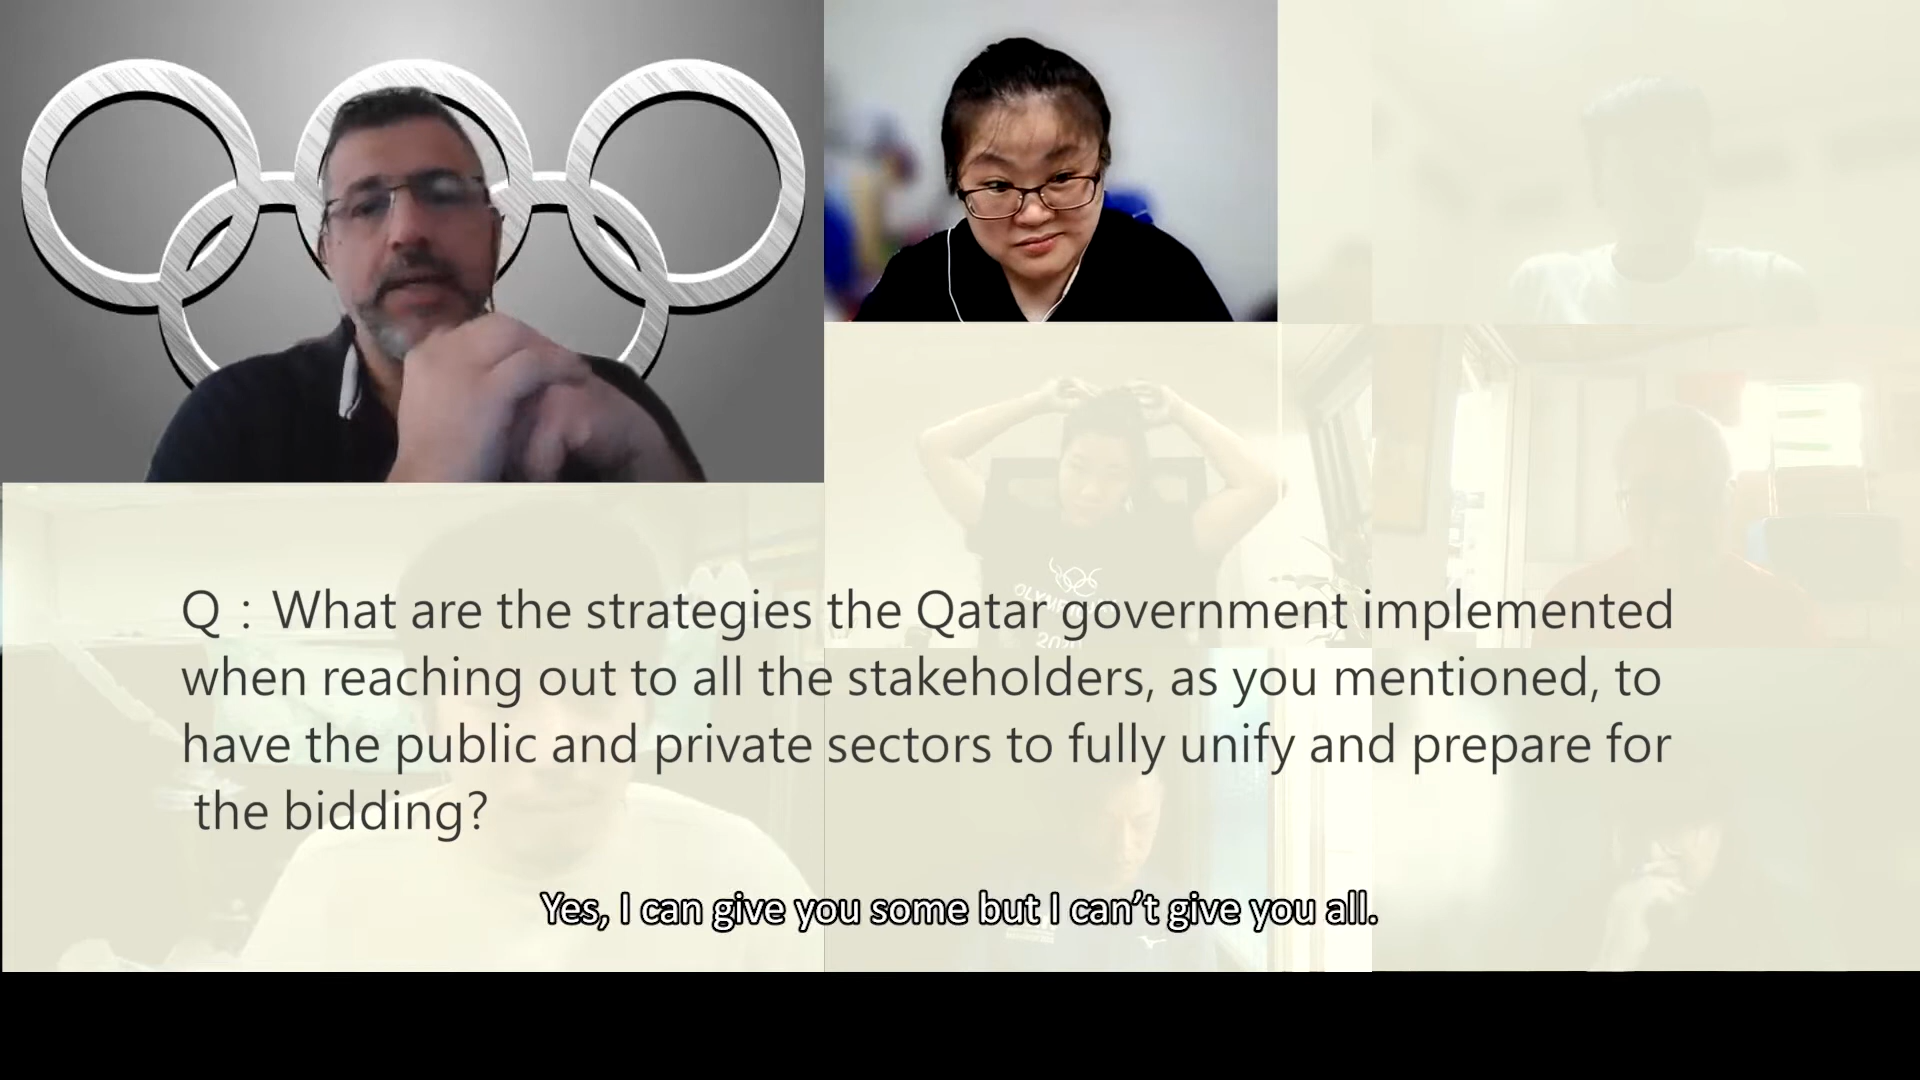 Q：What are the strategies the Qatar government implemented
when reaching out to all the stakeholders, as you mentioned, to
have the public and private sectors to fully unify and prepare for
the bidding?
Yes, I can give you some but I can't give you all.